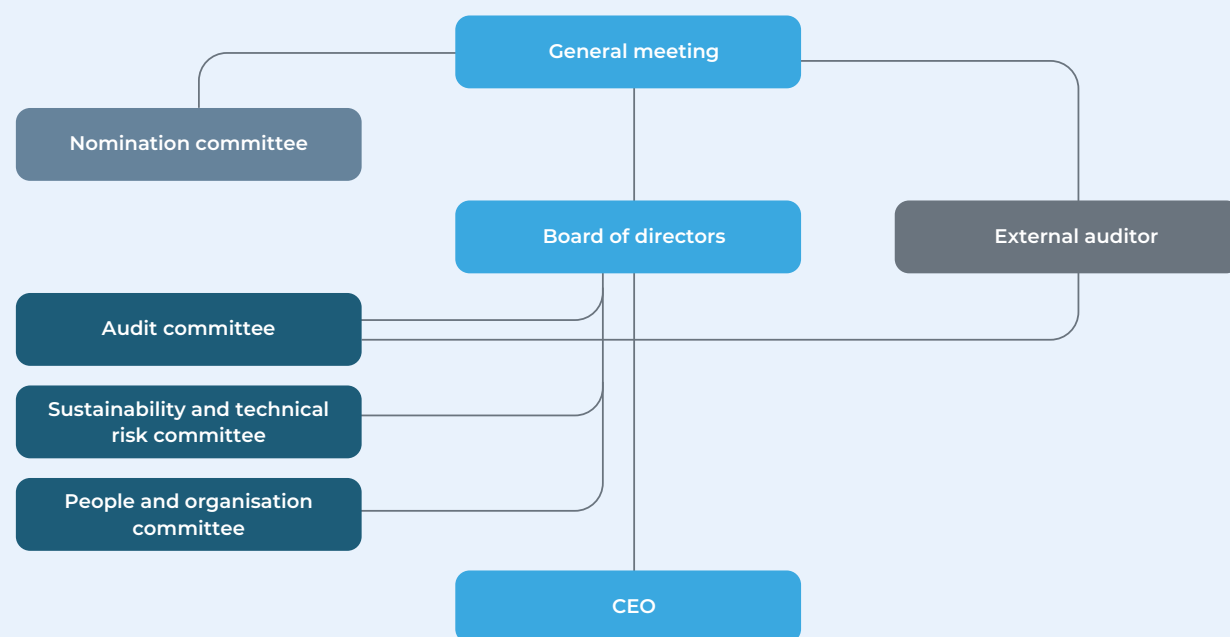 General meeting
Nomination committee
Board of directors
External auditor
Audit committee
Sustainability and technical
risk committee
People and organisation
committee
CEO